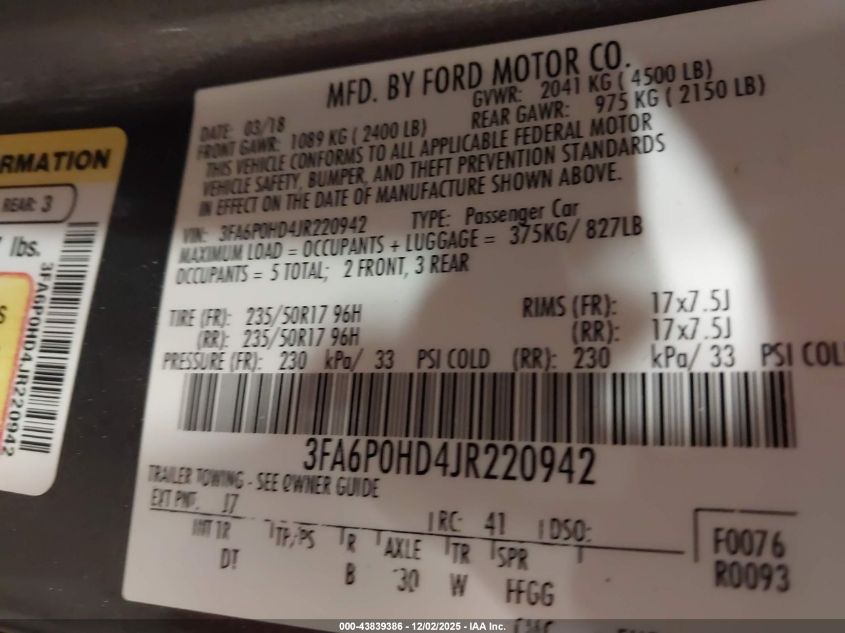 MFD. BY FORD MOTOR CO.
DATE: 03/18 GVWR: 2041 KG ( 4500 LB)
FRONT GAWR: 1089 KG ( 2400 LB) REAR GAWR: 975 KG ( 2150 LB)
THIS VEHICLE CONFORMS TO ALL APPLICABLE FEDERAL MOTOR
VEHICLE SAFETY, BUMPER, AND THEFT PREVENTION STANDARDS
IN EFFECT ON THE DATE OF MANUFACTURE SHOWN ABOVE.
VIN: 3FA6P0HD4JR220942 TYPE: Passenger Car
MAXIMUM LOAD = OCCUPANTS + LUGGAGE = 375KG/ 827LB
OCCUPANTS = 5 TOTAL; 2 FRONT, 3 REAR
TIRE (FR): 235/50R17 96H RIMS (FR): 17x7.5J
(RR): 235/50R17 96H (RR): 17x7.5J
PRESSURE (FR): 230 kPa/ 33 PSI COLD (RR): 230 kPa/ 33 PSI COL
3FA6P0HD4JR220942
TRAILER TOWING - SEE OWNER GUIDE
EXT PNT. J7 RC: 41 DSO:
INT TR TP/PS R AXLE TR SPR
DT B 30 W FFGG
F0076
R0093
RMATION
REAR: 3
lbs.
S
3FA6P0HD4JR220942
000-43839386 - 12/02/2025 - IAA Inc.